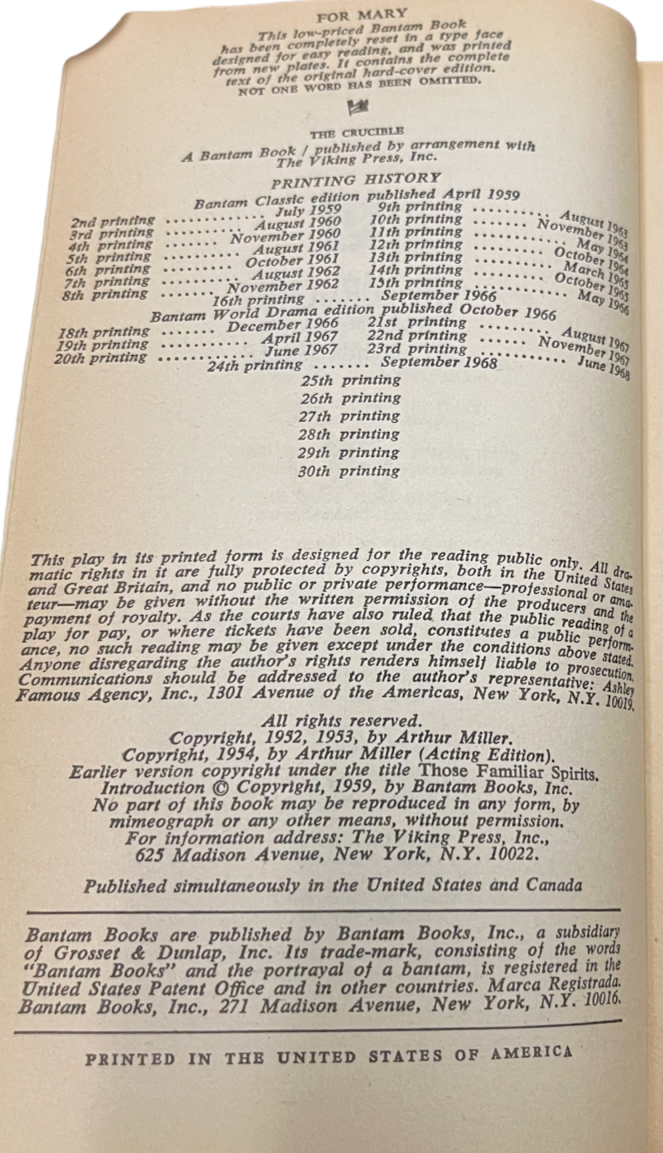 FOR MARY
This low-priced Bantam Book
has been completely reset in a type face
designed for easy reading, and was printed
from new plates. It contains the complete
text of the original hard-cover edition.
NOT ONE WORD HAS BEEN OMITTED.
THE CRUCIBLE
A Bantam Book / published by arrangement with
The Viking Press, Inc.
PRINTING HISTORY
Bantam Classic edition published April 1959
2nd printing ............ July 1959 9th printing .......... August 1963
3rd printing .......... August 1960 10th printing ...... November 1963
4th printing ....... November 1960 11th printing ............ May 1964
5th printing .......... August 1961 12th printing ........ October 1964
6th printing ......... October 1961 13th printing .......... March 1965
7th printing .......... August 1962 14th printing ........ October 1965
8th printing ....... November 1962 15th printing ............ May 1966
16th printing ....... September 1966
Bantam World Drama edition published October 1966
18th printing ....... December 1966 21st printing ......... August 1967
19th printing ........... April 1967 22nd printing ...... November 1967
20th printing ............ June 1967 23rd printing ........... June 1968
24th printing ....... September 1968
25th printing
26th printing
27th printing
28th printing
29th printing
30th printing
This play in its printed form is designed for the reading public only. All dra-
matic rights in it are fully protected by copyrights, both in the United States
and Great Britain, and no public or private performance—professional or ama-
teur—may be given without the written permission of the producers and the
payment of royalty. As the courts have also ruled that the public reading of a
play for pay, or where tickets have been sold, constitutes a public perform-
ance, no such reading may be given except under the conditions above stated.
Anyone disregarding the author's rights renders himself liable to prosecution.
Communications should be addressed to the author's representative: Ashley
Famous Agency, Inc., 1301 Avenue of the Americas, New York, N.Y. 10019.
All rights reserved.
Copyright, 1952, 1953, by Arthur Miller.
Copyright, 1954, by Arthur Miller (Acting Edition).
Earlier version copyright under the title Those Familiar Spirits.
Introduction © Copyright, 1959, by Bantam Books, Inc.
No part of this book may be reproduced in any form, by
mimeograph or any other means, without permission.
For information address: The Viking Press, Inc.,
625 Madison Avenue, New York, N.Y. 10022.
Published simultaneously in the United States and Canada
Bantam Books are published by Bantam Books, Inc., a subsidiary
of Grosset & Dunlap, Inc. Its trade-mark, consisting of the words
"Bantam Books" and the portrayal of a bantam, is registered in the
United States Patent Office and in other countries. Marca Registrada.
Bantam Books, Inc., 271 Madison Avenue, New York, N.Y. 10016.
PRINTED IN THE UNITED STATES OF AMERICA